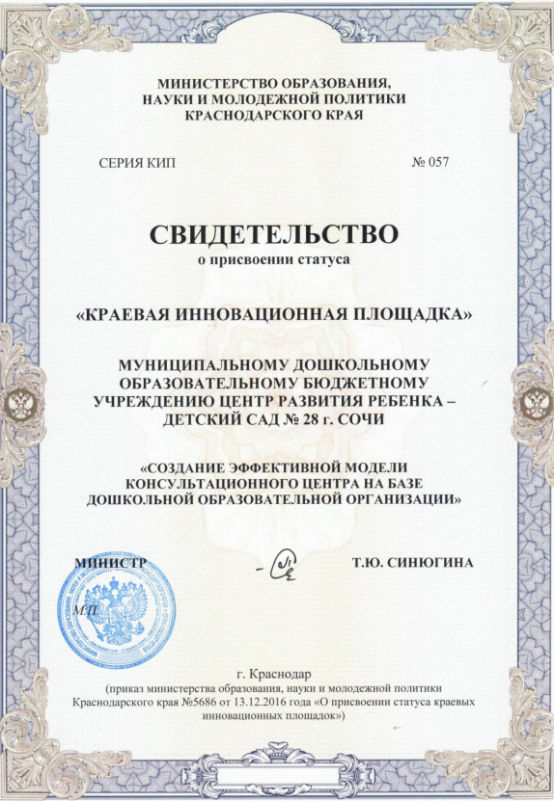 МИНИСТЕРСТВО ОБРАЗОВАНИЯ,
НАУКИ И МОЛОДЕЖНОЙ ПОЛИТИКИ
КРАСНОДАРСКОГО КРАЯ
СЕРИЯ КИП № 057
СВИДЕТЕЛЬСТВО
о присвоении статуса
«КРАЕВАЯ ИННОВАЦИОННАЯ ПЛОЩАДКА»
МУНИЦИПАЛЬНОМУ ДОШКОЛЬНОМУ
ОБРАЗОВАТЕЛЬНОМУ БЮДЖЕТНОМУ
УЧРЕЖДЕНИЮ ЦЕНТР РАЗВИТИЯ РЕБЕНКА –
ДЕТСКИЙ САД № 28 г. СОЧИ
«СОЗДАНИЕ ЭФФЕКТИВНОЙ МОДЕЛИ
КОНСУЛЬТАЦИОННОГО ЦЕНТРА НА БАЗЕ
ДОШКОЛЬНОЙ ОБРАЗОВАТЕЛЬНОЙ ОРГАНИЗАЦИИ»
МИНИСТР Т.Ю. СИНЮГИНА
М.П.
г. Краснодар
(приказ министерства образования, науки и молодежной политики
Краснодарского края №5686 от 13.12.2016 года «О присвоении статуса краевых
инновационных площадок»)